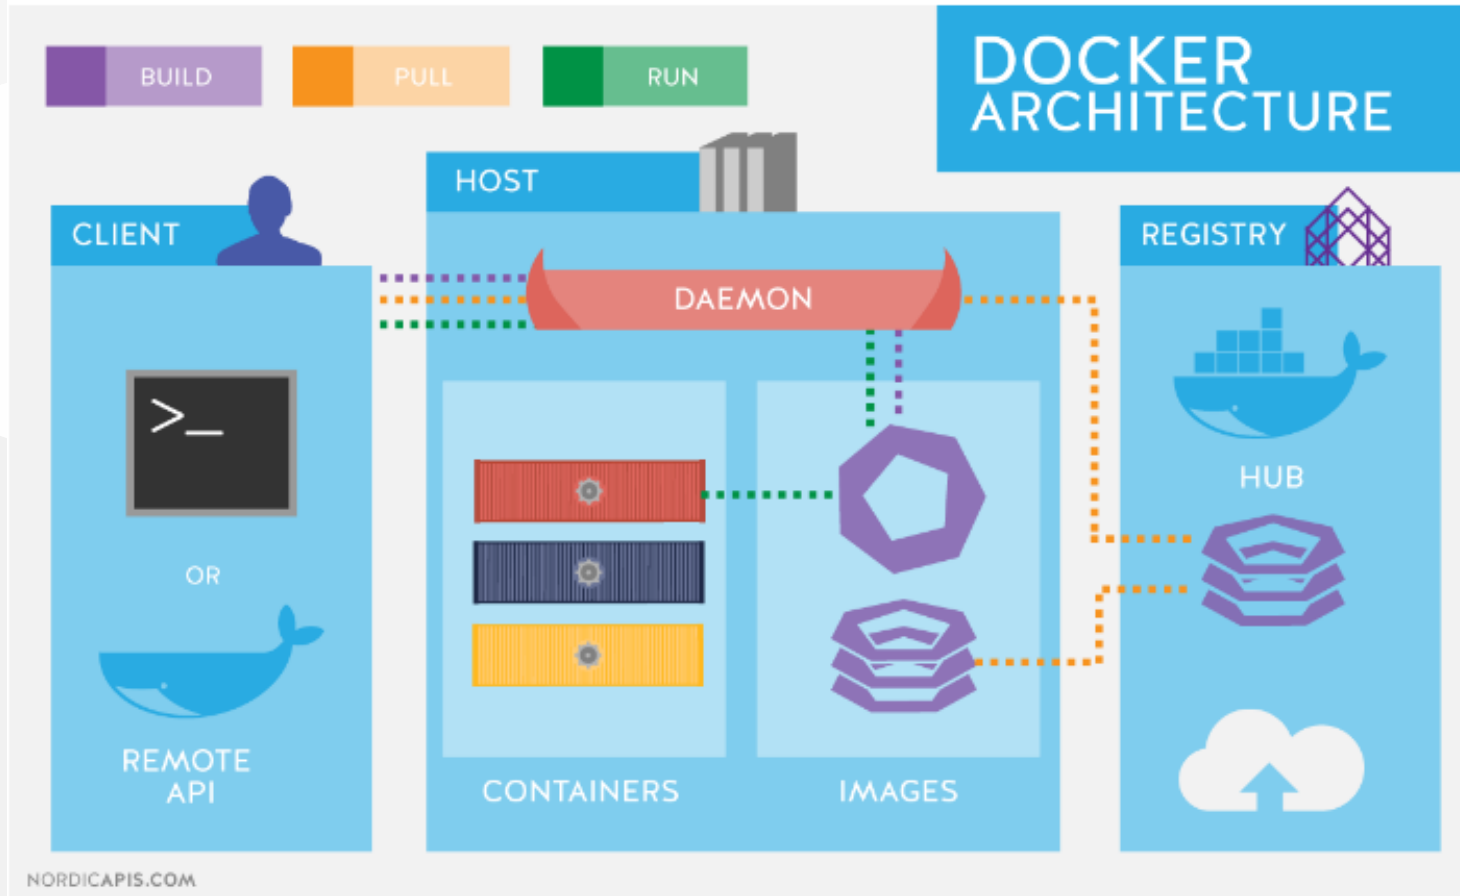 BUILD
PULL
RUN
DOCKER
ARCHITECTURE
CLIENT
>_
OR
REMOTE
API
HOST
DAEMON
CONTAINERS
IMAGES
REGISTRY
HUB
NORDICAPIS.COM